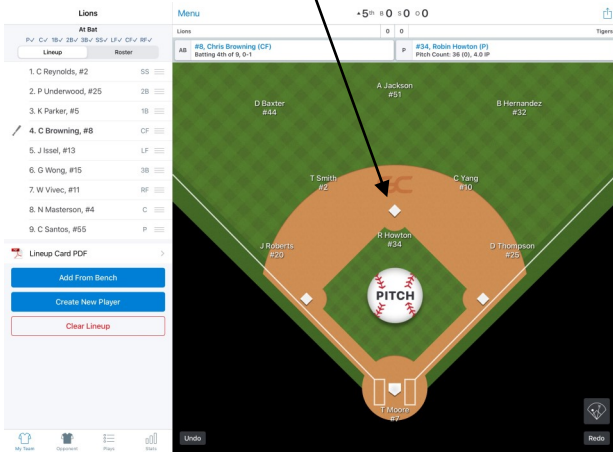 Lions
At Bat
P✓ C✓ 1B✓ 2B✓ 3B✓ SS✓ LF✓ CF✓ RF✓
Lineup Roster
1. C Reynolds, #2 SS
2. P Underwood, #25 2B
3. K Parker, #5 1B
4. C Browning, #8 CF
5. J Issel, #13 LF
6. G Wong, #15 3B
7. W Vivec, #11 RF
8. N Masterson, #4 C
9. C Santos, #55 P
Lineup Card PDF
Add From Bench
Create New Player
Clear Lineup
My Team Opponent Plays Stats
Menu ▲5th B 0 S 0 O 0
Lions 0 0 Tigers
AB #8, Chris Browning (CF)
Batting 4th of 9, 0-1
P #34, Robin Howton (P)
Pitch Count: 36 (0), 4.0 IP
A Jackson
#51
D Baxter
#44
B Hernandez
#32
T Smith
#2
C Yang
#10
GC
R Howton
#34
J Roberts
#20
D Thompson
#25
PITCH
T Moore
#7
Undo Redo